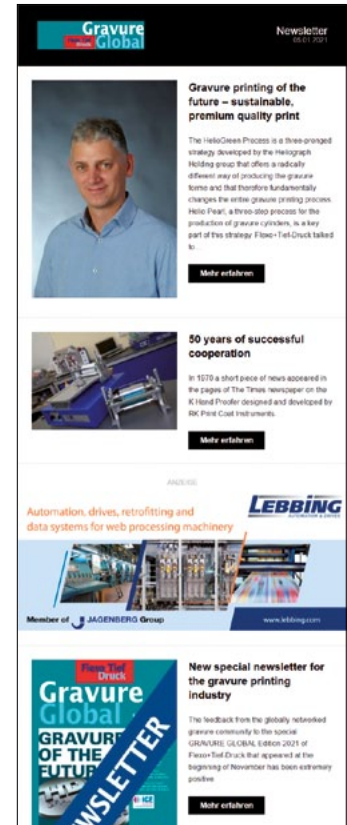 Gravure
Flexo+Tief
Druck
Global
Newsletter
05.01.2021
Gravure printing of the
future – sustainable,
premium quality print
The HelioGreen Process is a three-pronged
strategy developed by the Heliograph
Holding group that offers a radically
different way of producing the gravure
forme and that therefore fundamentally
changes the entire gravure printing process.
Helio Pearl, a three-step process for the
production of gravure cylinders, is a key
part of this strategy. Flexo+Tief-Druck talked
to...
Mehr erfahren
50 years of successful
cooperation
In 1970 a short piece of news appeared in
the pages of The Times newspaper on the
K Hand Proofer designed and developed by
RK Print Coat Instruments.
Mehr erfahren
ANZEIGE
LEBBING
AUTOMATION & DRIVES
Automation, drives, retrofitting and
data systems for web processing machinery
Member of JAGENBERG Group
www.lebbing.com
Flexo+Tief
Druck
Gravure
Global
GRAVURE
OF THE
FUTURE
NEWSLETTER
ICE
New special newsletter for
the gravure printing
industry
The feedback from the globally networked
gravure community to the special
GRAVURE GLOBAL Edition 2021 of
Flexo+Tief-Druck that appeared at the
beginning of November has been extremely
positive.
Mehr erfahren